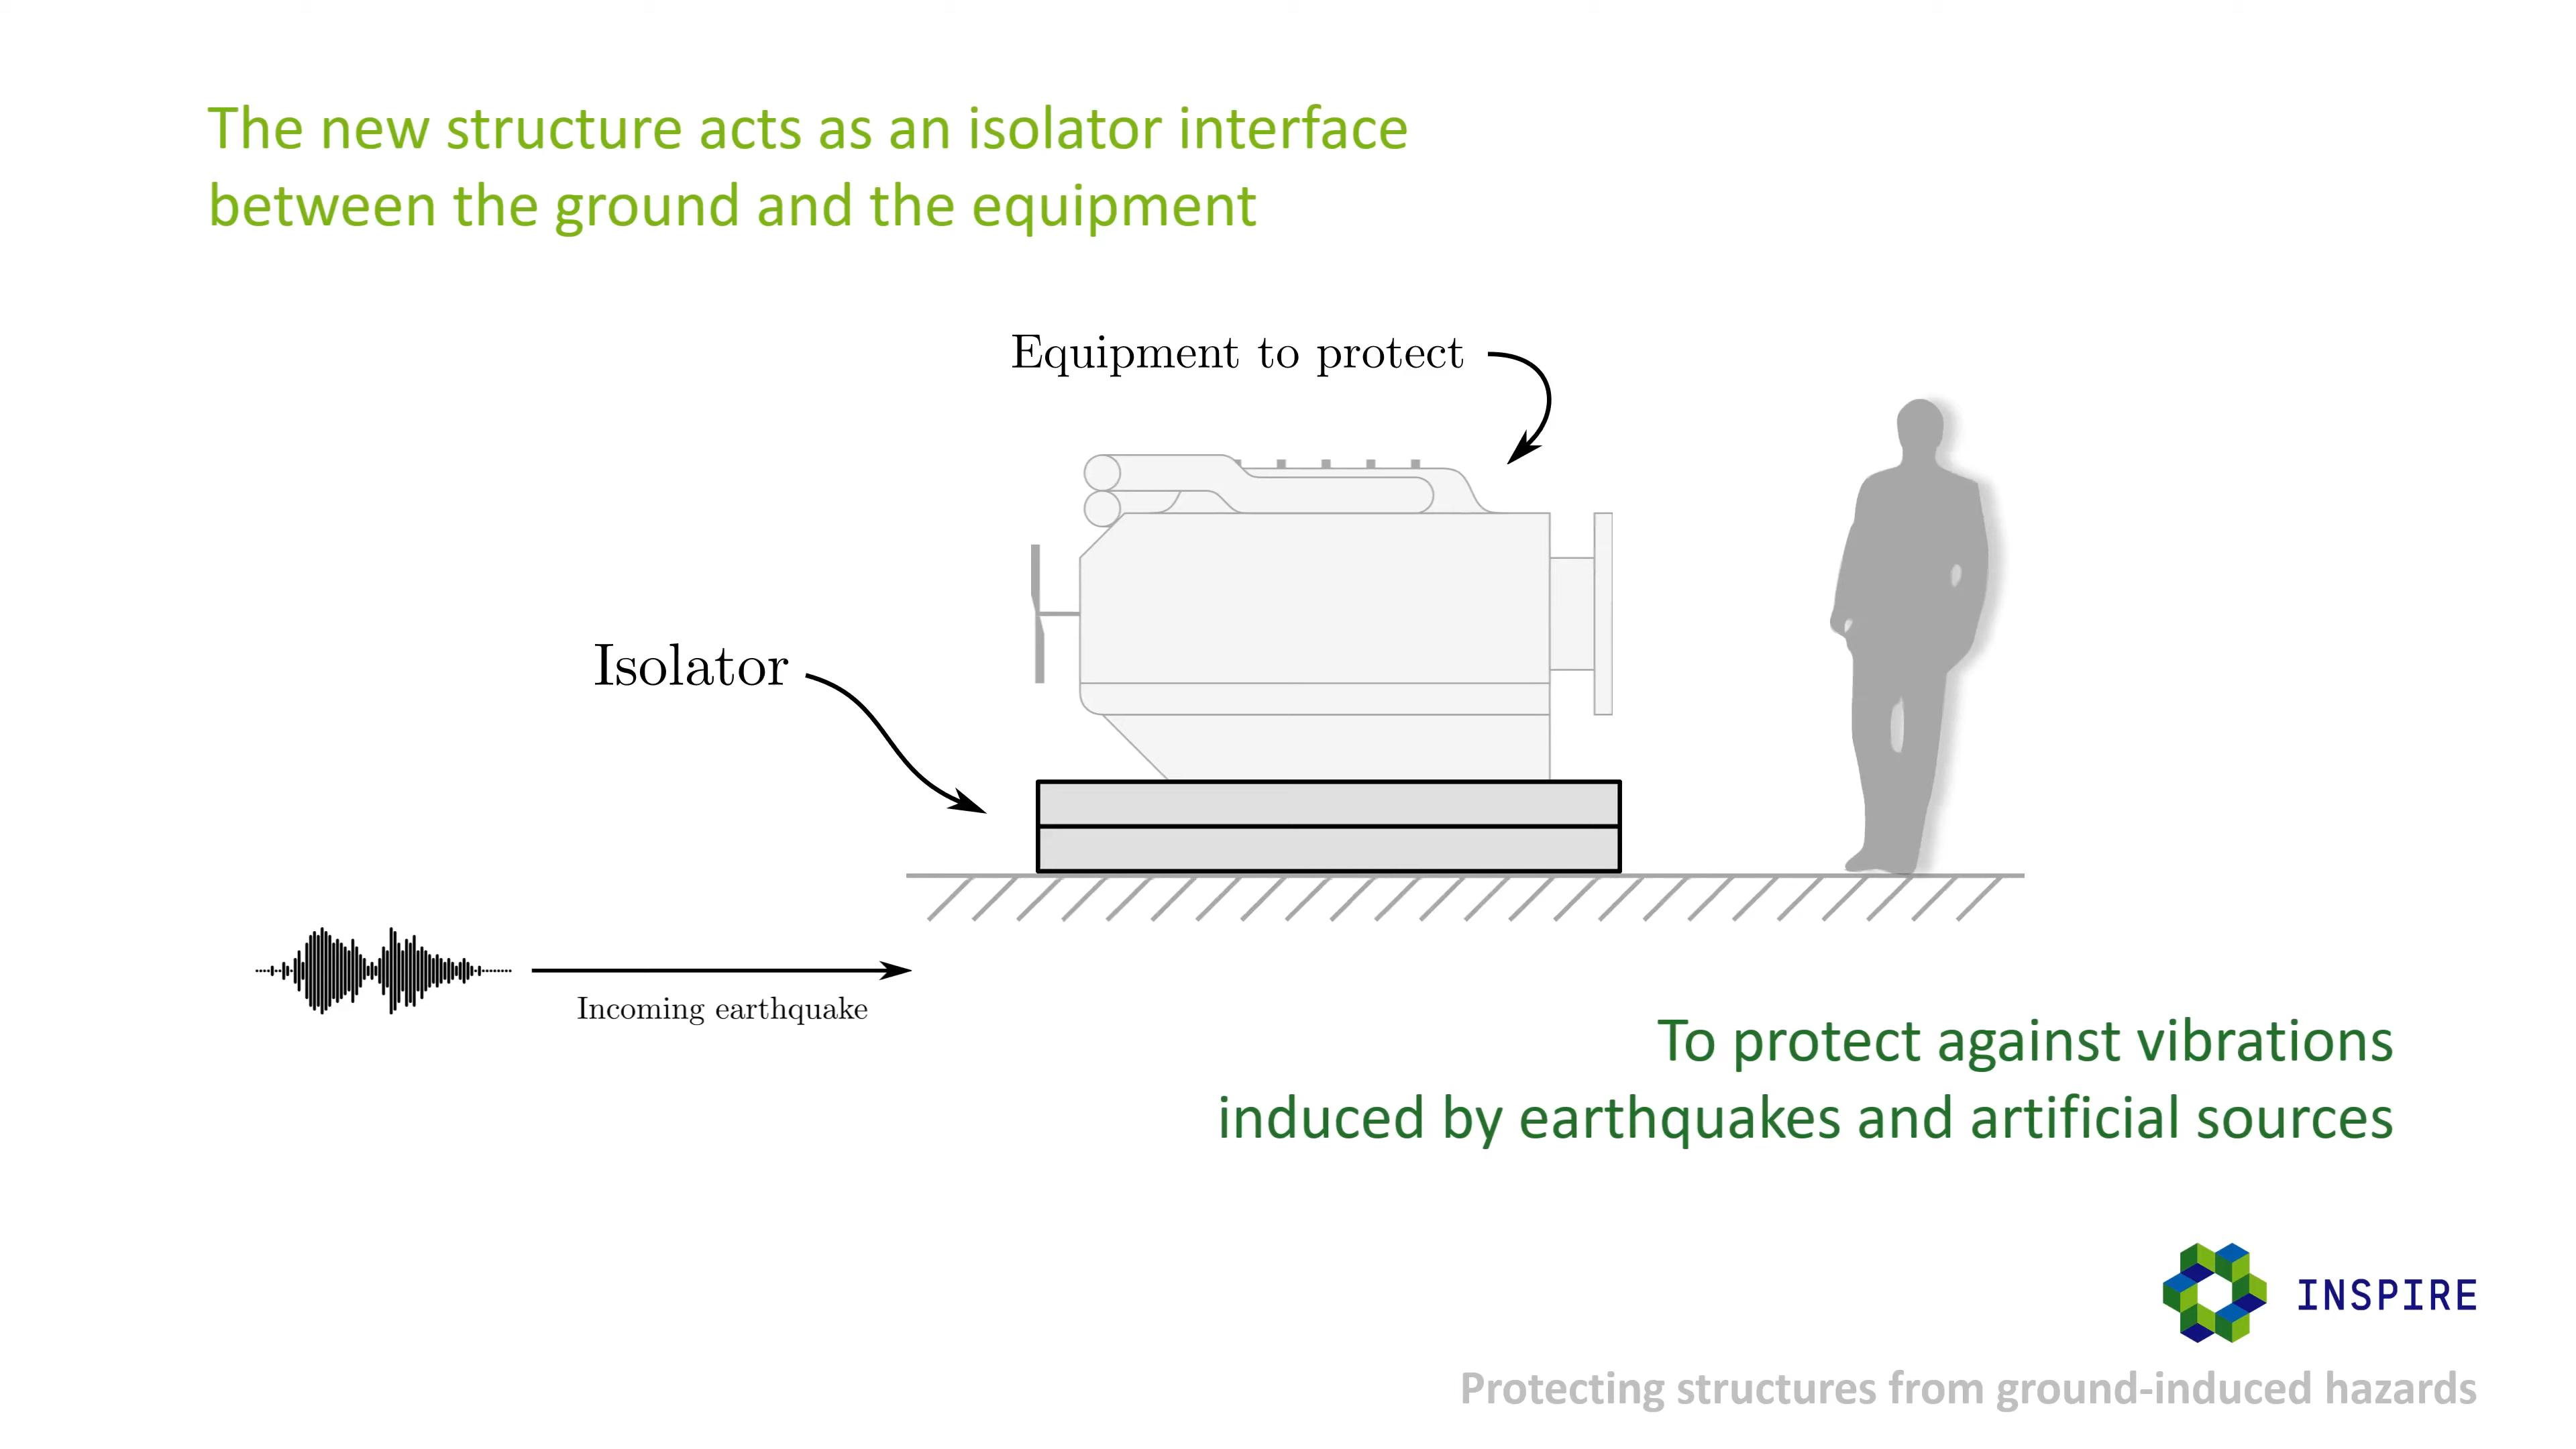 The new structure acts as an isolator interface
between the ground and the equipment
Equipment to protect
Isolator
Incoming earthquake
To protect against vibrations
induced by earthquakes and artificial sources
INSPIRE
Protecting structures from ground-induced hazards